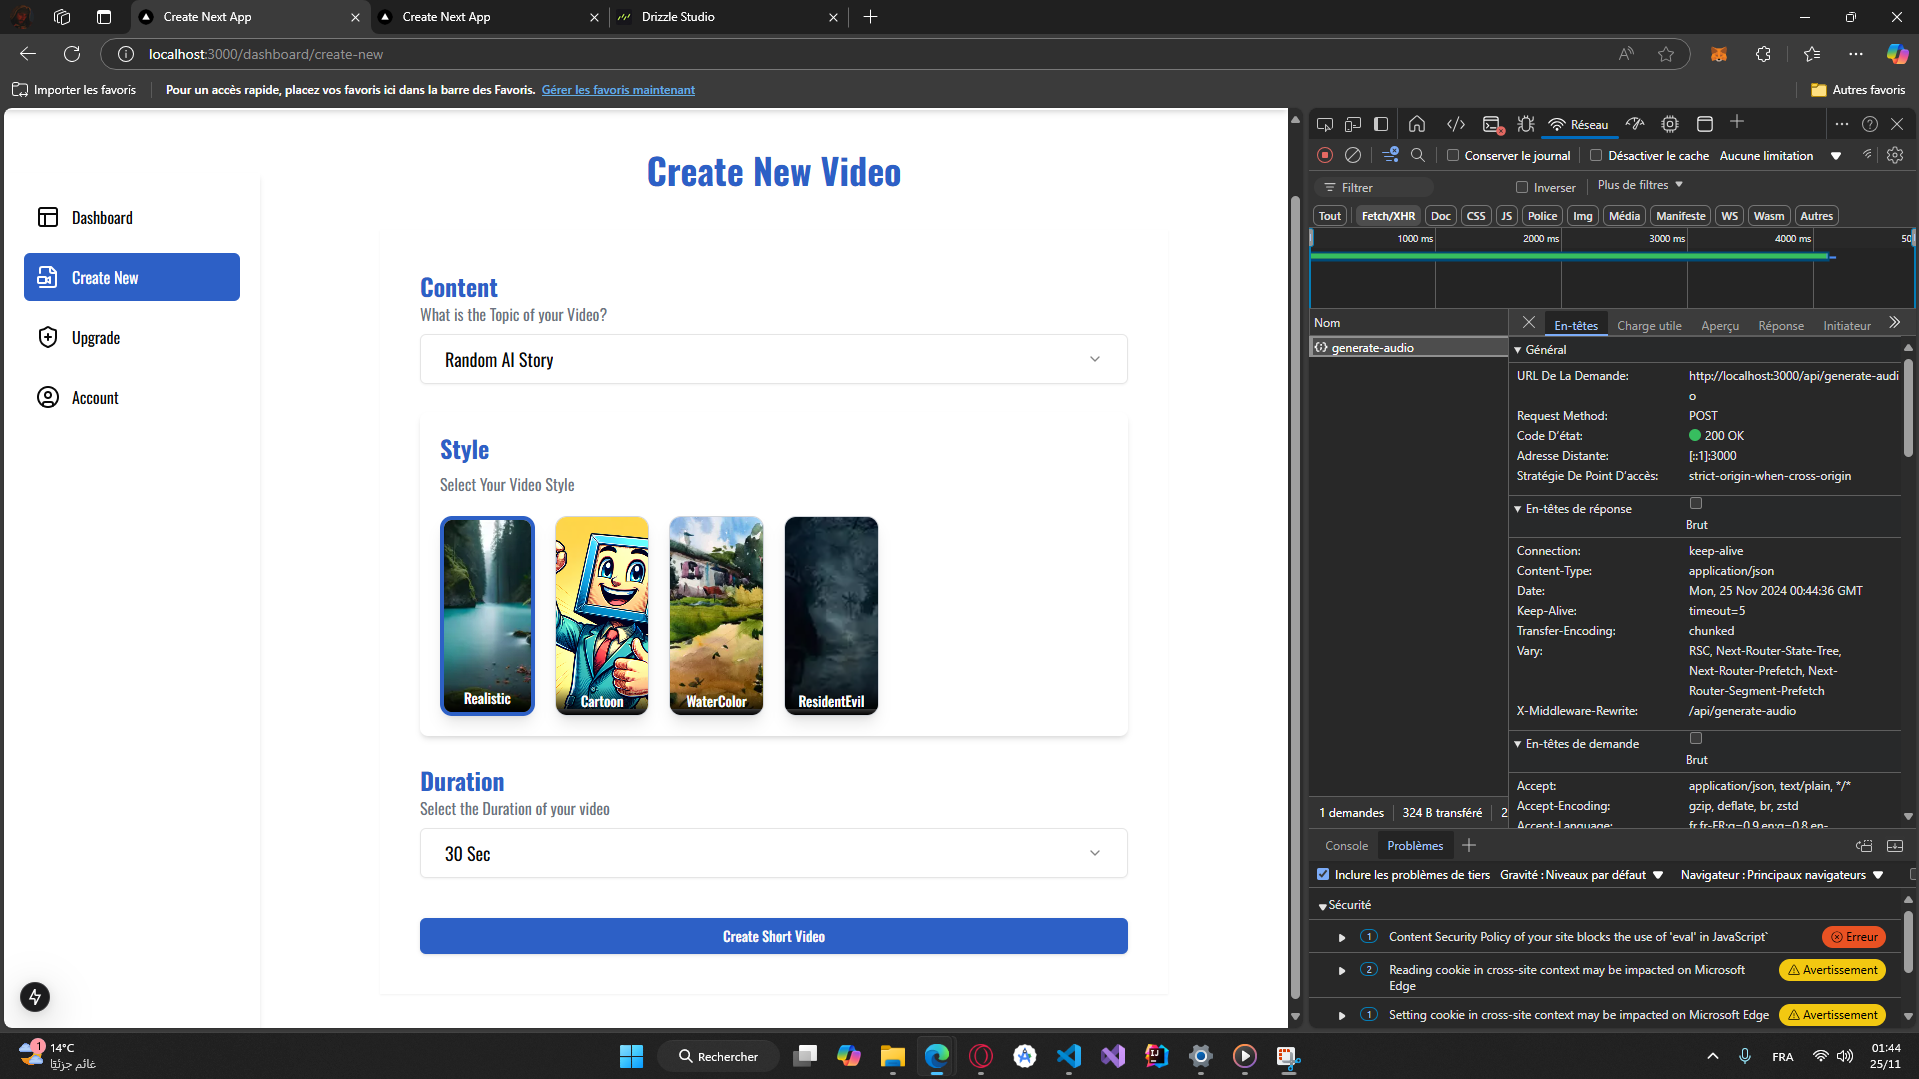 Create Next App
Create Next App
Drizzle Studio
localhost:3000/dashboard/create-new
Importer les favoris
Pour un accès rapide, placez vos favoris ici dans la barre des Favoris. Gérer les favoris maintenant
Autres favoris
Create New Video
Dashboard
Create New
Upgrade
Account
Content
What is the Topic of your Video?
Random AI Story
Style
Select Your Video Style
Realistic
Cartoon
WaterColor
ResidentEvil
Duration
Select the Duration of your video
30 Sec
Create Short Video
Réseau
Conserver le journal
Désactiver le cache
Aucune limitation
Filtrer
Inverser
Plus de filtres
Tout
Fetch/XHR
Doc
CSS
JS
Police
Img
Média
Manifeste
WS
Wasm
Autres
1000 ms
2000 ms
3000 ms
4000 ms
50
Nom
generate-audio
En-têtes
Charge utile
Aperçu
Réponse
Initiateur
Général
URL De La Demande: http://localhost:3000/api/generate-audi
o
Request Method: POST
Code D'état: 200 OK
Adresse Distante: [::1]:3000
Stratégie De Point D'accès: strict-origin-when-cross-origin
En-têtes de réponse
Brut
Connection: keep-alive
Content-Type: application/json
Date: Mon, 25 Nov 2024 00:44:36 GMT
Keep-Alive: timeout=5
Transfer-Encoding: chunked
Vary: RSC, Next-Router-State-Tree,
Next-Router-Prefetch, Next-
Router-Segment-Prefetch
X-Middleware-Rewrite: /api/generate-audio
En-têtes de demande
Brut
Accept: application/json, text/plain, */*
Accept-Encoding: gzip, deflate, br, zstd
Accept-Language: fr,fr-FR;q=0.9,en;q=0.8,en-
1 demandes
324 B transféré
2
Console
Problèmes
Inclure les problèmes de tiers
Gravité : Niveaux par défaut
Navigateur : Principaux navigateurs
Sécurité
1 Content Security Policy of your site blocks the use of 'eval' in JavaScript` Erreur
2 Reading cookie in cross-site context may be impacted on Microsoft
Edge
Avertissement
1 Setting cookie in cross-site context may be impacted on Microsoft Edge Avertissement
1
14°C
غائم جزئيًا
Rechercher
FRA
01:44
25/11